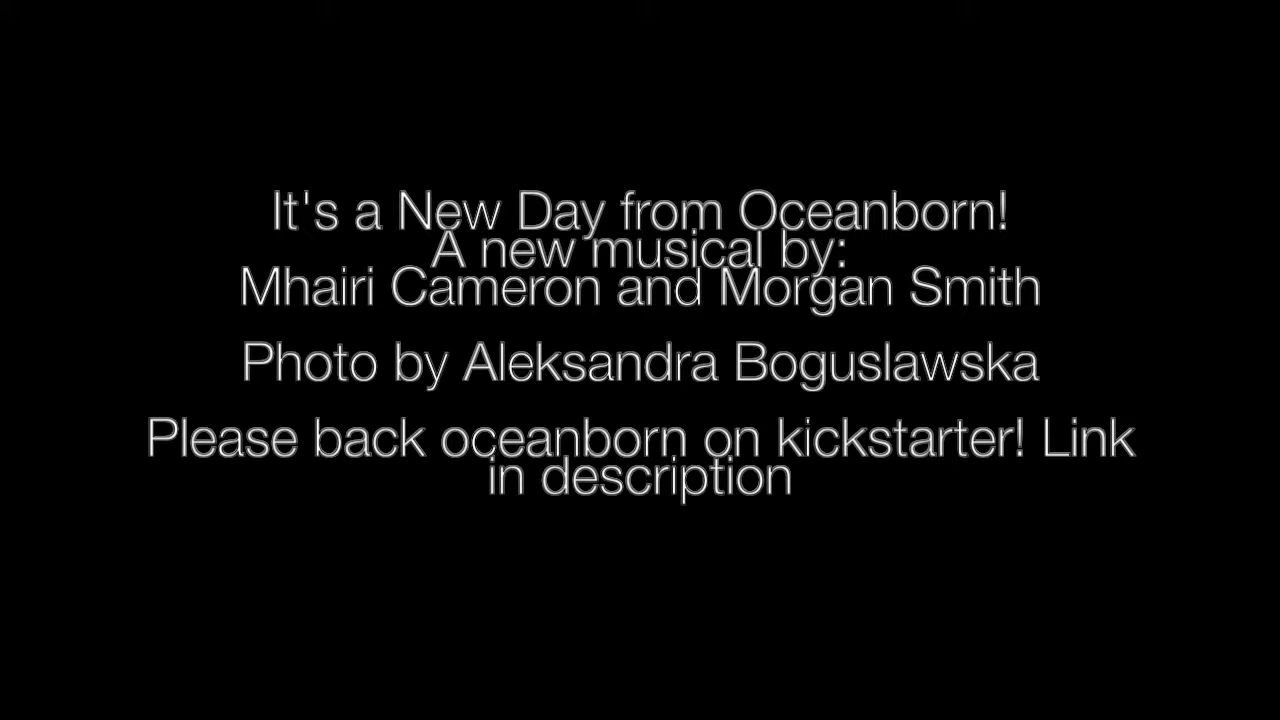 It's a New Day from Oceanborn!
A new musical by:
Mhairi Cameron and Morgan Smith
Photo by Aleksandra Boguslawska
Please back oceanborn on kickstarter! Link
in description